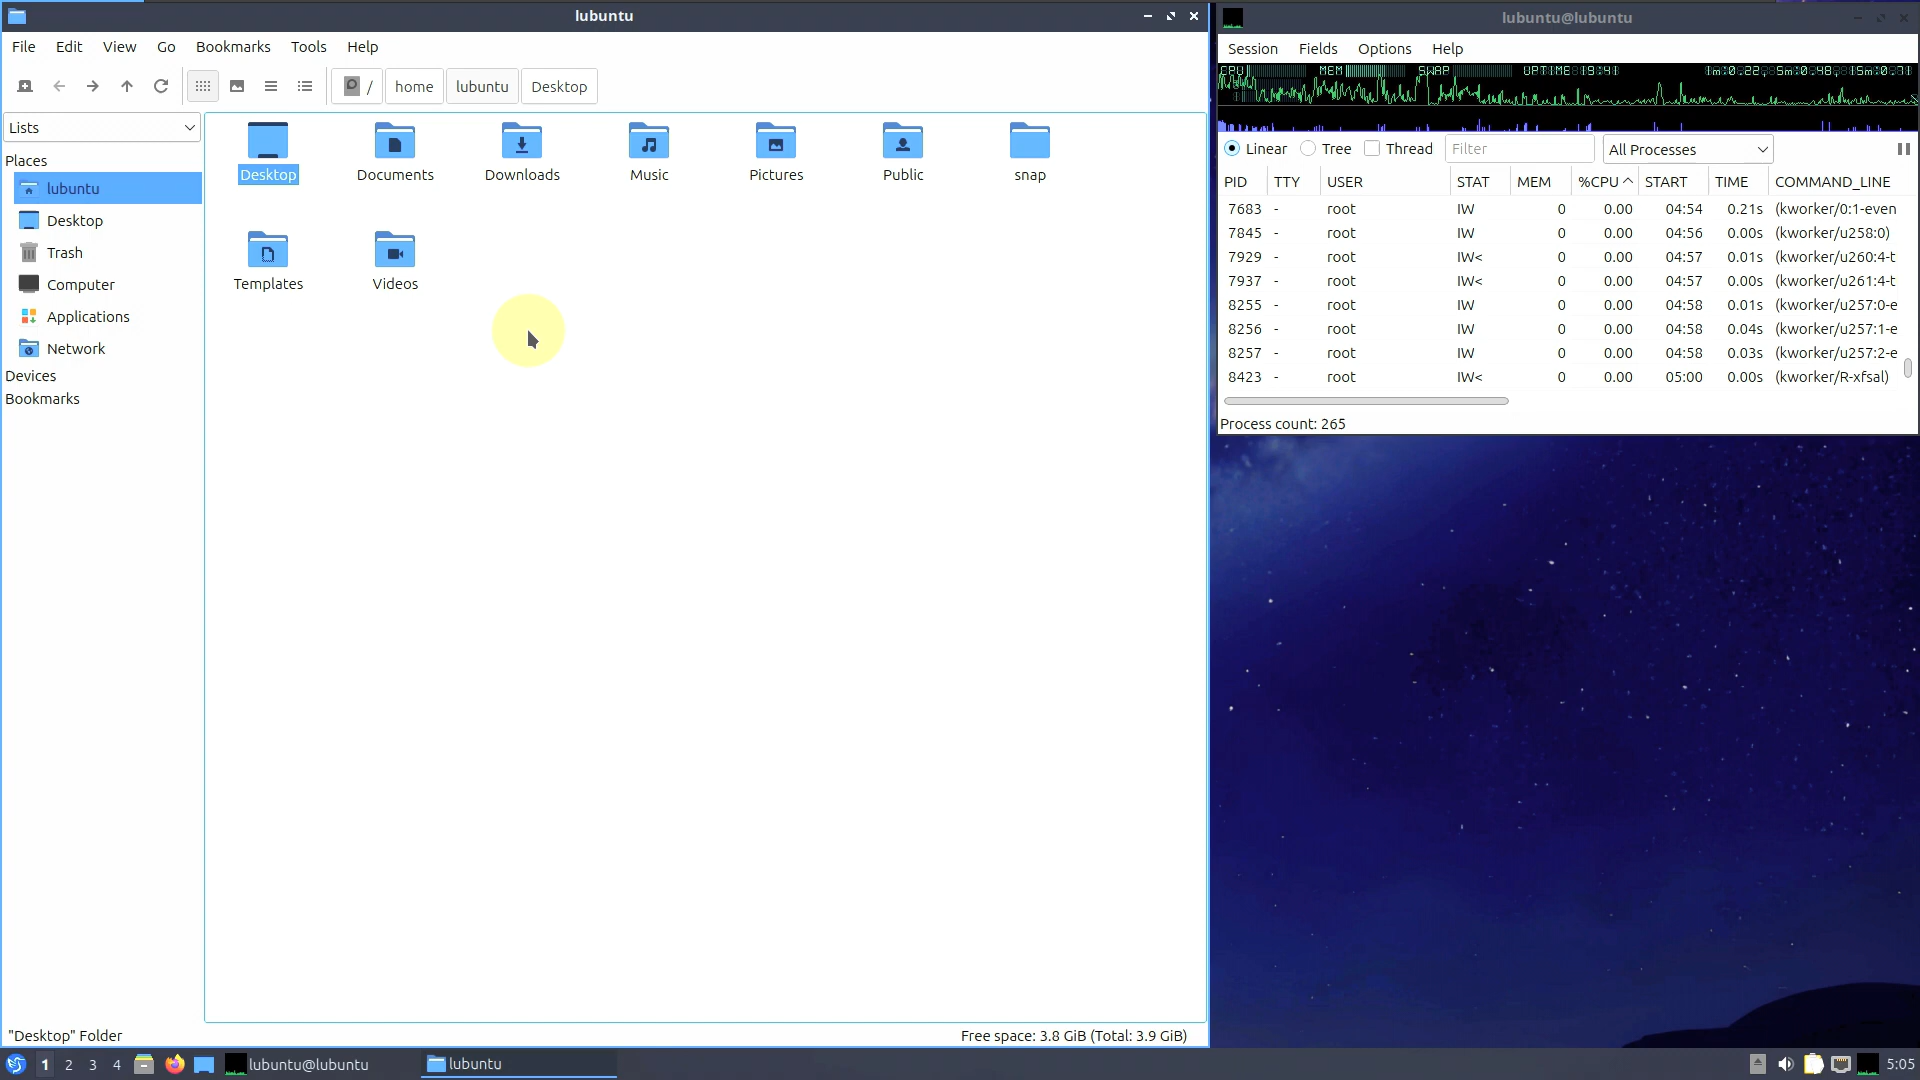 lubuntu
File Edit View Go Bookmarks Tools Help
/ home lubuntu Desktop
Lists
Places
lubuntu
Desktop
Trash
Computer
Applications
Network
Devices
Bookmarks
Desktop Documents Downloads Music Pictures Public snap
Templates Videos
"Desktop" Folder
Free space: 3.8 GiB (Total: 3.9 GiB)
lubuntu@lubuntu
Session Fields Options Help
CPU MEM SWAP UPTIME
Linear Tree Thread Filter All Processes
PID TTY USER STAT MEM %CPU START TIME COMMAND_LINE
7683 - root IW 0 0.00 04:54 0.21s (kworker/0:1-even
7845 - root IW 0 0.00 04:56 0.00s (kworker/u258:0)
7929 - root IW< 0 0.00 04:57 0.01s (kworker/u260:4-t
7937 - root IW< 0 0.00 04:57 0.00s (kworker/u261:4-t
8255 - root IW 0 0.00 04:58 0.01s (kworker/u257:0-e
8256 - root IW 0 0.00 04:58 0.04s (kworker/u257:1-e
8257 - root IW 0 0.00 04:58 0.03s (kworker/u257:2-e
8423 - root IW< 0 0.00 05:00 0.00s (kworker/R-xfsal)
Process count: 265
1 2 3 4 lubuntu@lubuntu lubuntu 5:05